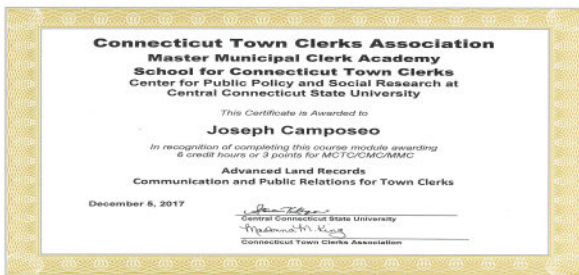 Connecticut Town Clerks Association
Master Municipal Clerk Academy
School for Connecticut Town Clerks
Center for Public Policy and Social Research at
Central Connecticut State University
This Certificate is Awarded to
Joseph Camposeo
In recognition of completing this course module awarding
6 credit hours or 3 points for MCTC/CMC/MMC
Advanced Land Records
Communication and Public Relations for Town Clerks
December 5, 2017
Central Connecticut State University
Madonna M. King
Connecticut Town Clerks Association